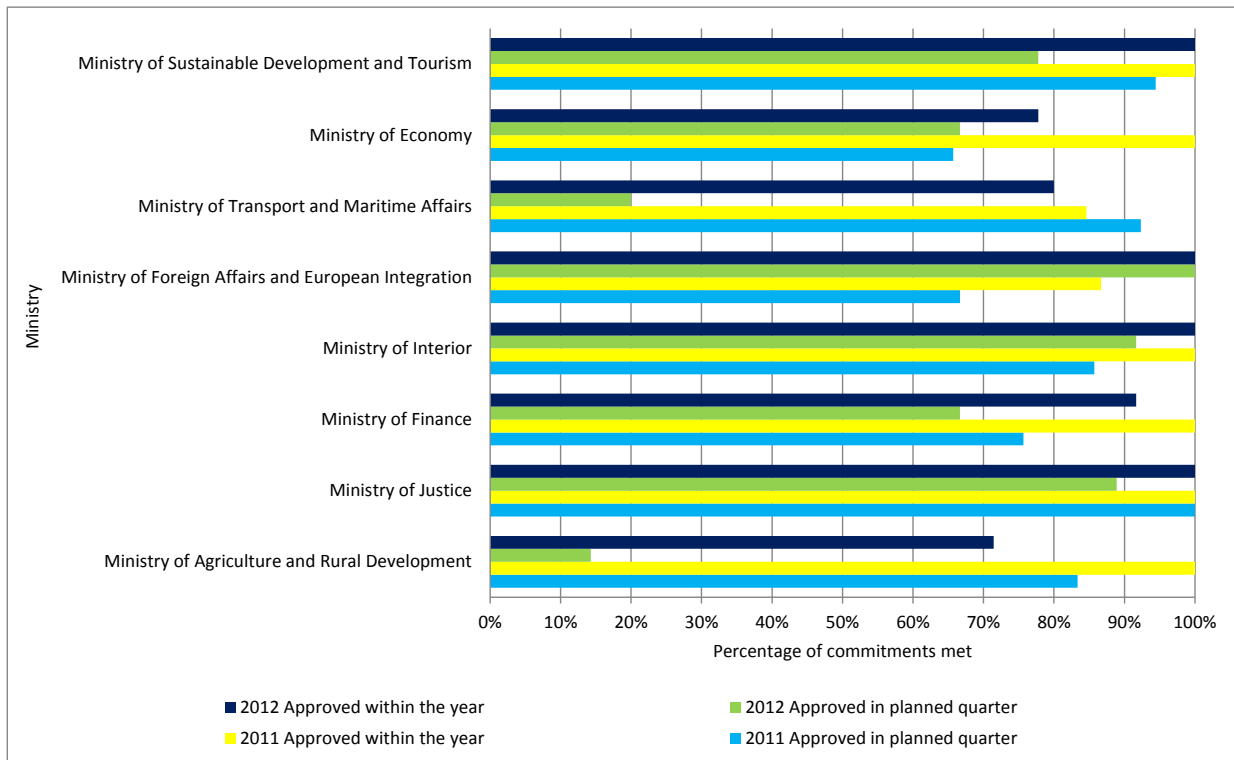 Ministry
Ministry of Sustainable Development and Tourism
Ministry of Economy
Ministry of Transport and Maritime Affairs
Ministry of Foreign Affairs and European Integration
Ministry of Interior
Ministry of Finance
Ministry of Justice
Ministry of Agriculture and Rural Development
0% 10% 20% 30% 40% 50% 60% 70% 80% 90% 100%
Percentage of commitments met
2012 Approved within the year 2012 Approved in planned quarter
2011 Approved within the year 2011 Approved in planned quarter